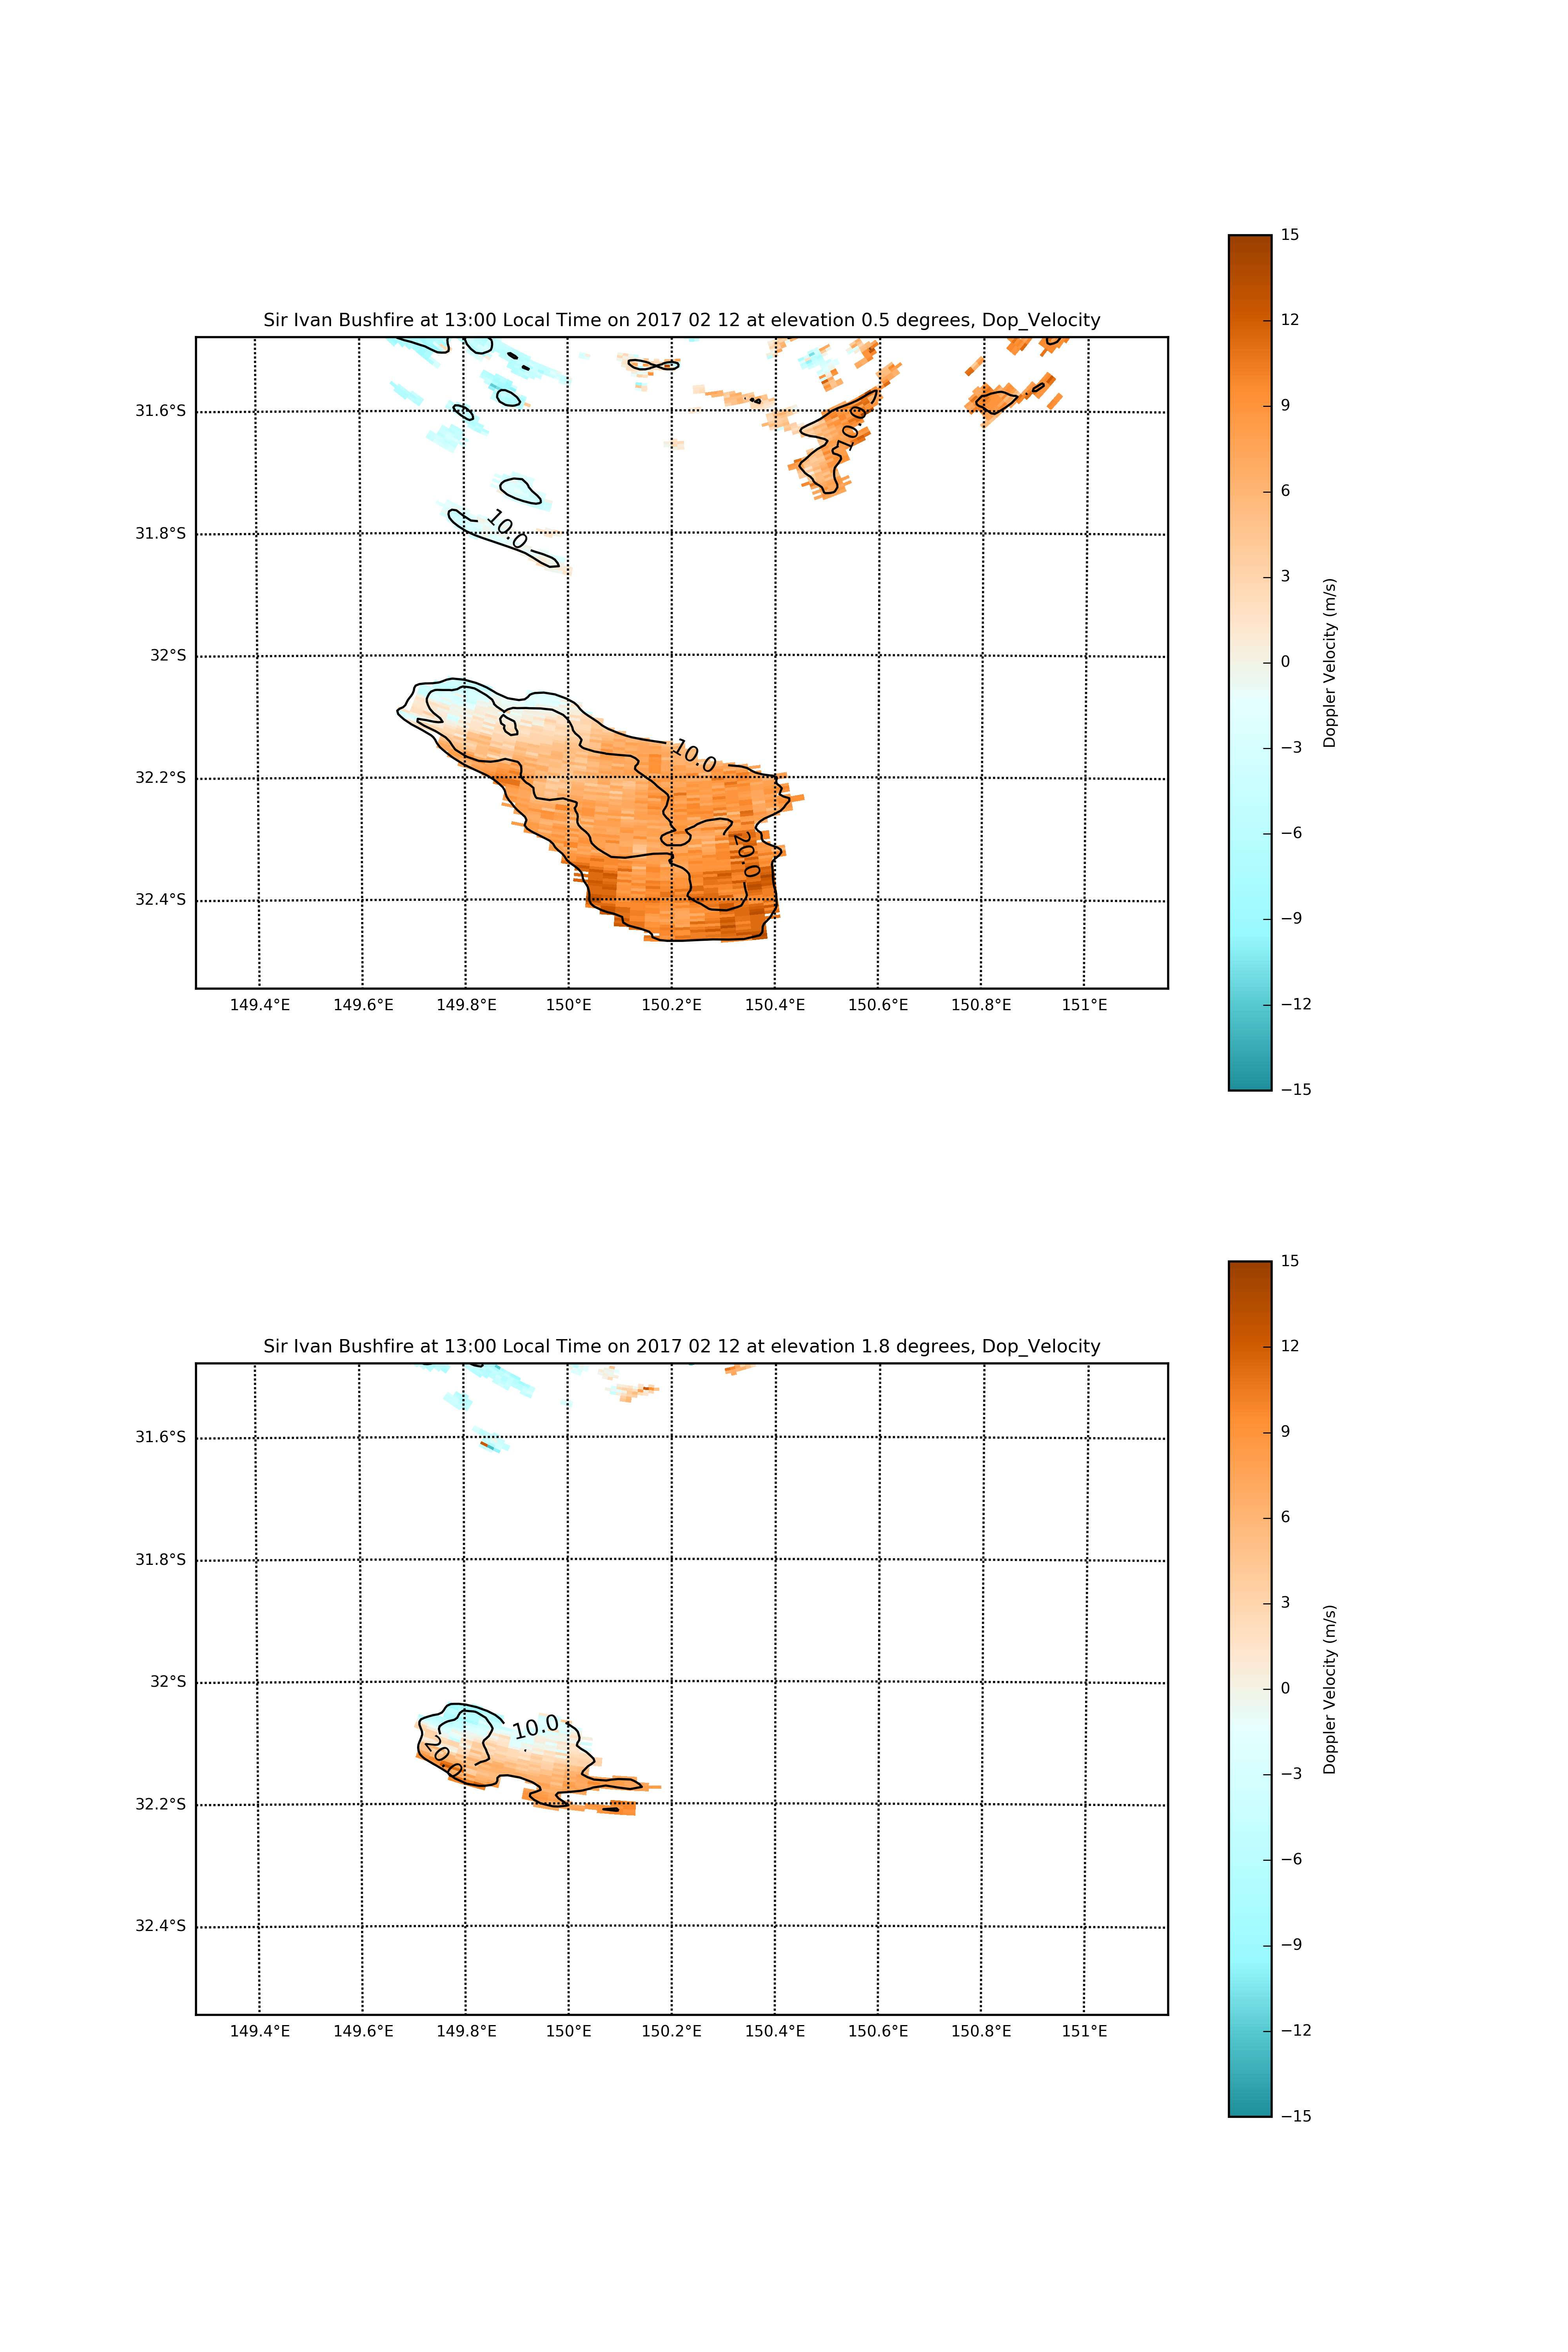 Sir Ivan Bushfire at 13:00 Local Time on 2017 02 12 at elevation 0.5 degrees, Dop_Velocity
31.6°S
31.8°S
32°S
32.2°S
32.4°S
149.4°E 149.6°E 149.8°E 150°E 150.2°E 150.4°E 150.6°E 150.8°E 151°E
10.0
10.0
10.0
20.0
15
12
9
6
3
0
−3
−6
−9
−12
−15
Doppler Velocity (m/s)
Sir Ivan Bushfire at 13:00 Local Time on 2017 02 12 at elevation 1.8 degrees, Dop_Velocity
31.6°S
31.8°S
32°S
32.2°S
32.4°S
149.4°E 149.6°E 149.8°E 150°E 150.2°E 150.4°E 150.6°E 150.8°E 151°E
10.0
20.0
15
12
9
6
3
0
−3
−6
−9
−12
−15
Doppler Velocity (m/s)